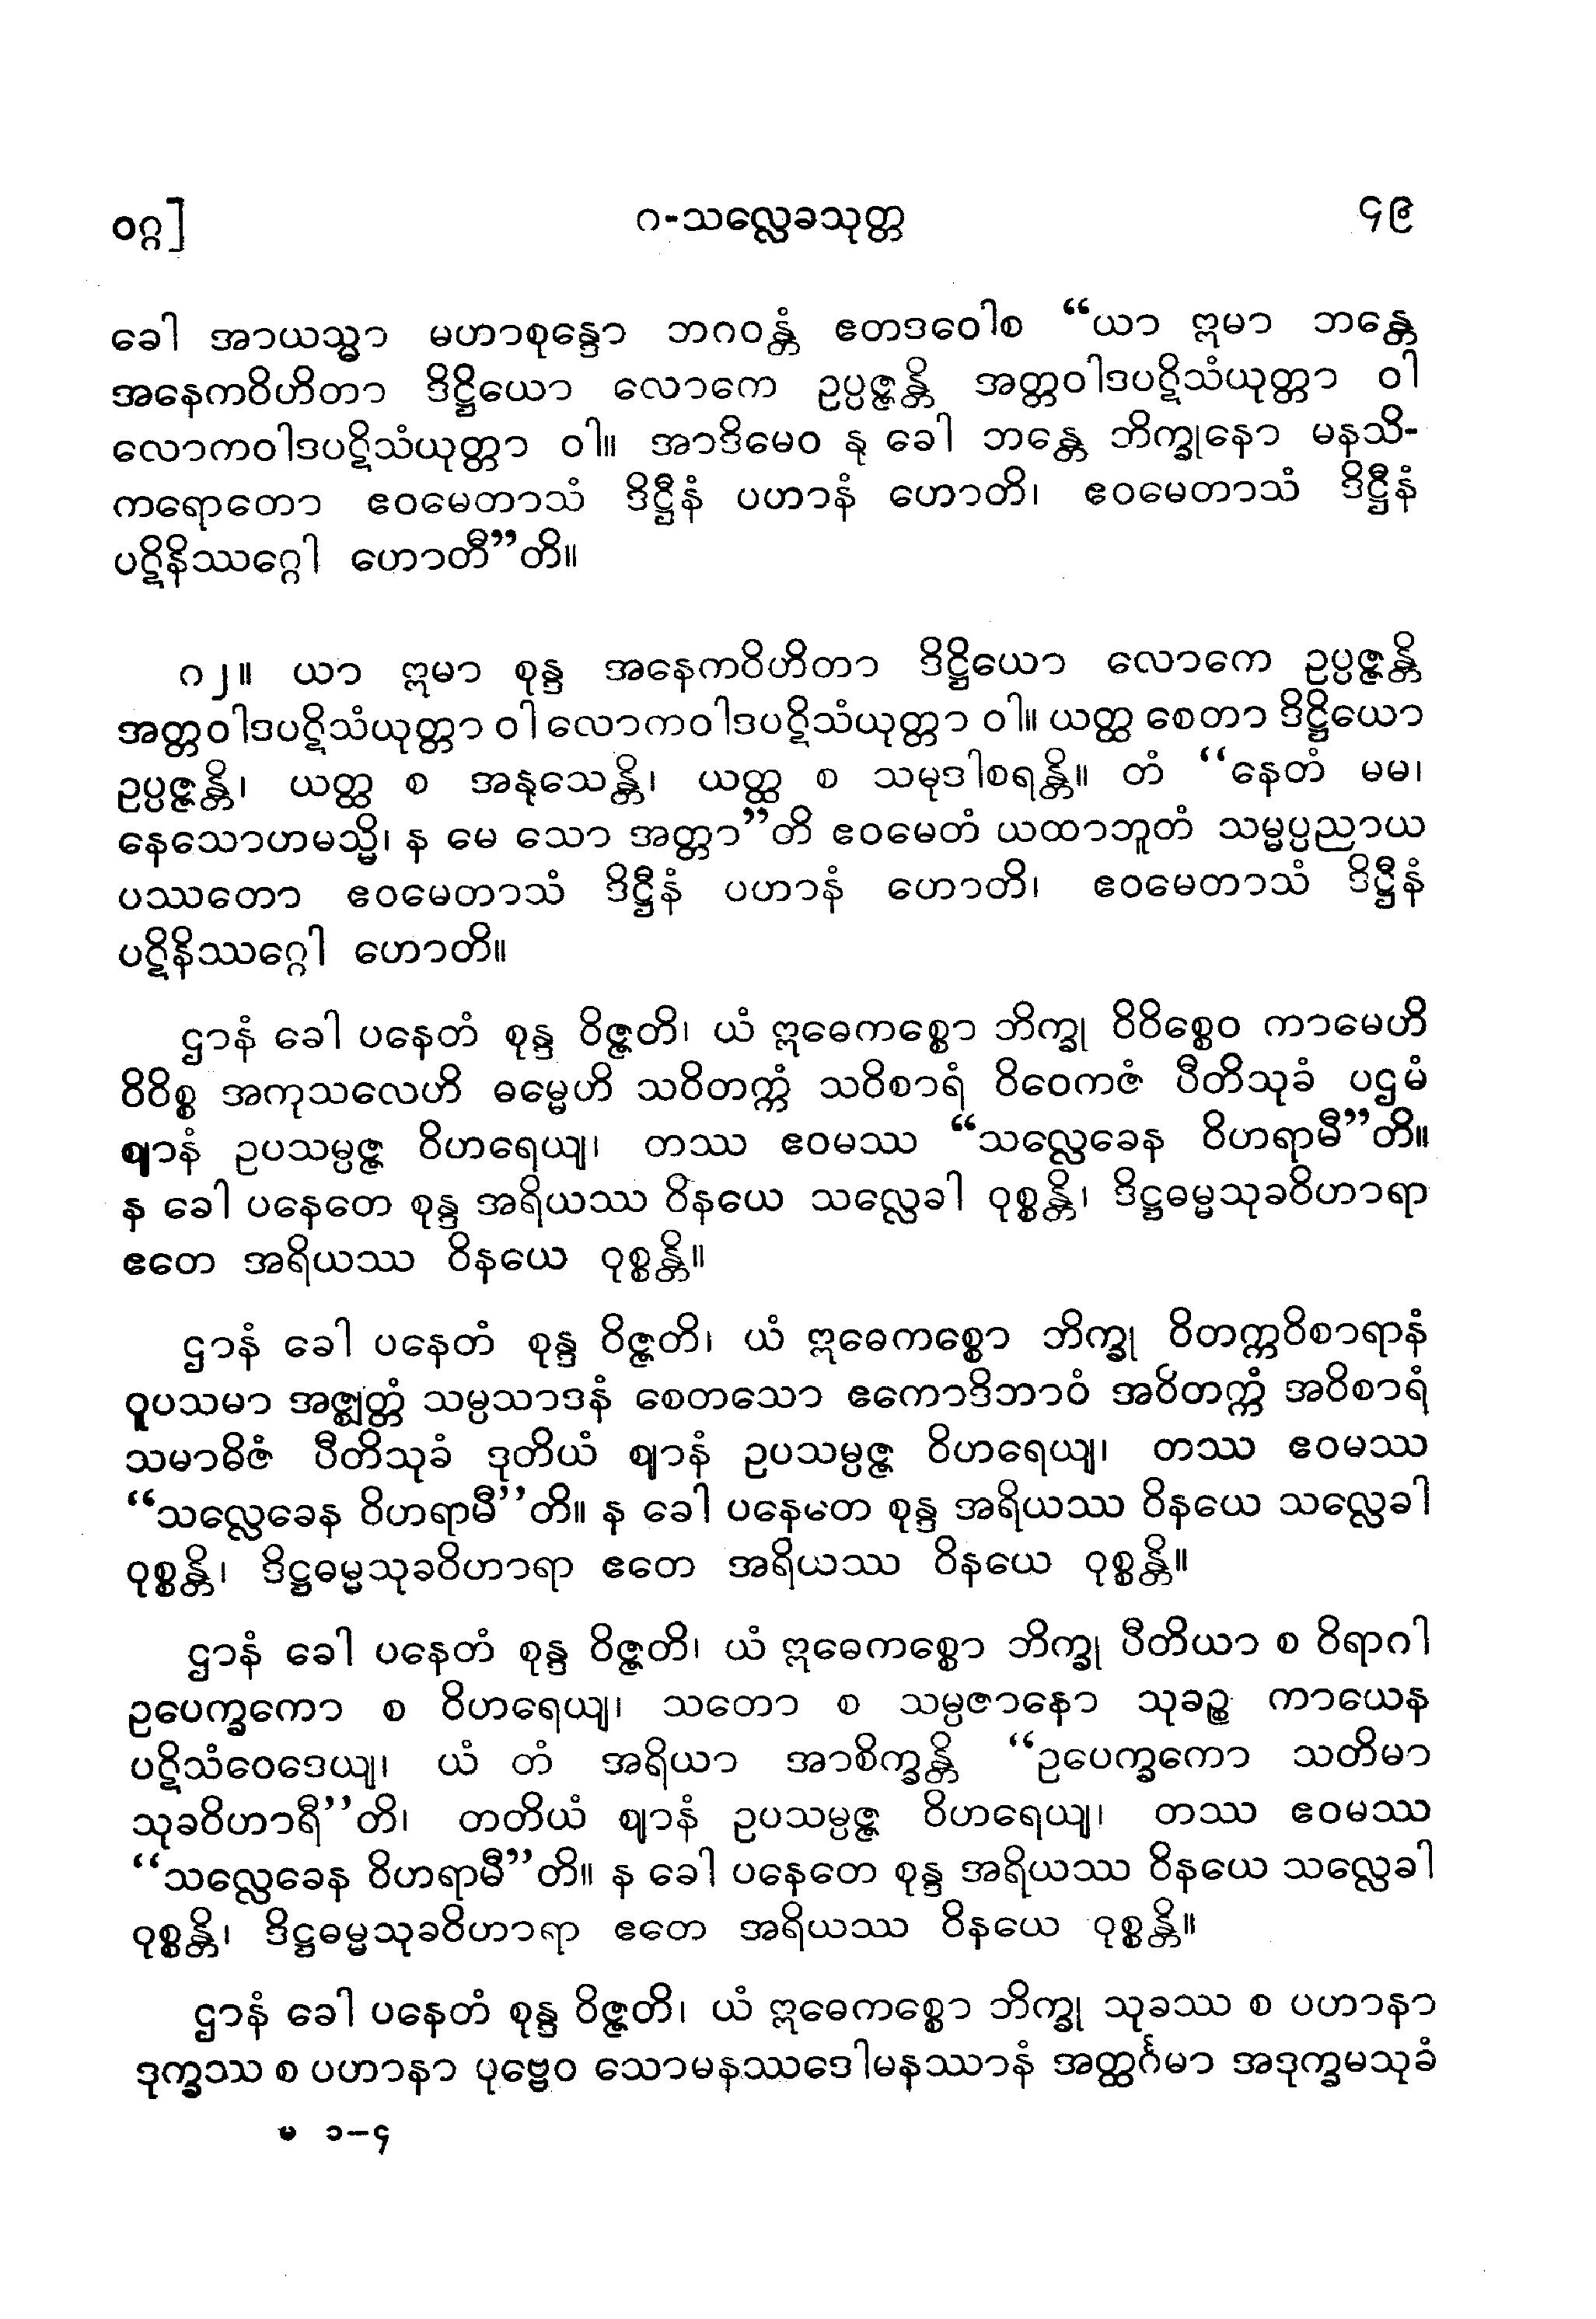 ဝဂ္ဂ]
ဂ-သလ္လေခသုတ္တ
၄၉
ခေါ အာယသ္မာ မဟာစုန္ဒော ဘဂဝန္တံ ဧတဒဝေါစ “ယာ ဣမာ ဘန္တေ
အနေကဝိဟိတာ ဒိဋ္ဌိယော လောကေ ဥပ္ပဇ္ဇန္တိ အတ္တဝါဒပဋိသံယုတ္တာ ဝါ
လောကဝါဒပဋိသံယုတ္တာ ဝါ။ အာဒိမေဝ နု ခေါ ဘန္တေ ဘိက္ခုနော မနသိ-
ကရောတော ဧဝမေတာသံ ဒိဋ္ဌီနံ ပဟာနံ ဟောတိ၊ ဧဝမေတာသံ ဒိဋ္ဌီနံ
ပဋိနိဿဂ္ဂေါ ဟောတီ”တိ။
၈၂။ ယာ ဣမာ စုန္ဒ အနေကဝိဟိတာ ဒိဋ္ဌိယော လောကေ ဥပ္ပဇ္ဇန္တိ
အတ္တဝါဒပဋိသံယုတ္တာ ဝါ လောကဝါဒပဋိသံယုတ္တာ ဝါ။ ယတ္ထ စေတာ ဒိဋ္ဌိယော
ဥပ္ပဇ္ဇန္တိ၊ ယတ္ထ စ အနုသေန္တိ၊ ယတ္ထ စ သမုဒါစရန္တိ။ တံ “နေတံ မမ၊
နေသောဟမသ္မိ၊ န မေ သော အတ္တာ”တိ ဧဝမေတံ ယထာဘူတံ သမ္မပ္ပညာယ
ပဿတော ဧဝမေတာသံ ဒိဋ္ဌီနံ ပဟာနံ ဟောတိ၊ ဧဝမေတာသံ ဒိဋ္ဌီနံ
ပဋိနိဿဂ္ဂေါ ဟောတိ။
ဌာနံ ခေါ ပနေတံ စုန္ဒ ဝိဇ္ဇတိ၊ ယံ ဣဓေကစ္စော ဘိက္ခု ဝိဝိစ္စေဝ ကာမေဟိ
ဝိဝိစ္စ အကုသလေဟိ ဓမ္မေဟိ သဝိတက္ကံ သဝိစာရံ ဝိဝေကဇံ ပီတိသုခံ ပဌမံ
ဈာနံ ဥပသမ္ပဇ္ဇ ဝိဟရေယျ၊ တဿ ဧဝမဿ “သလ္လေခေန ဝိဟရာမီ”တိ။
န ခေါ ပနေတေ စုန္ဒ အရိယဿ ဝိနယေ သလ္လေခါ ဝုစ္စန္တိ၊ ဒိဋ္ဌဓမ္မသုခဝိဟာရာ
ဧတေ အရိယဿ ဝိနယေ ဝုစ္စန္တိ။
ဌာနံ ခေါ ပနေတံ စုန္ဒ ဝိဇ္ဇတိ၊ ယံ ဣဓေကစ္စော ဘိက္ခု ဝိတက္ကဝိစာရာနံ
ဝူပသမာ အဇ္ဈတ္တံ သမ္ပသာဒနံ စေတသော ဧကောဒိဘာဝံ အဝိတက္ကံ အဝိစာရံ
သမာဓိဇံ ပီတိသုခံ ဒုတိယံ ဈာနံ ဥပသမ္ပဇ္ဇ ဝိဟရေယျ၊ တဿ ဧဝမဿ
“သလ္လေခေန ဝိဟရာမီ”တိ။ န ခေါ ပနေတေ စုန္ဒ အရိယဿ ဝိနယေ သလ္လေခါ
ဝုစ္စန္တိ၊ ဒိဋ္ဌဓမ္မသုခဝိဟာရာ ဧတေ အရိယဿ ဝိနယေ ဝုစ္စန္တိ။
ဌာနံ ခေါ ပနေတံ စုန္ဒ ဝိဇ္ဇတိ၊ ယံ ဣဓေကစ္စော ဘိက္ခု ပီတိယာ စ ဝိရာဂါ
ဥပေက္ခကော စ ဝိဟရေယျ၊ သတော စ သမ္ပဇာနော သုခဉ္စ ကာယေန
ပဋိသံဝေဒေယျ၊ ယံ တံ အရိယာ အာစိက္ခန္တိ “ဥပေက္ခကော သတိမာ
သုခဝိဟာရီ”တိ၊ တတိယံ ဈာနံ ဥပသမ္ပဇ္ဇ ဝိဟရေယျ၊ တဿ ဧဝမဿ
“သလ္လေခေန ဝိဟရာမီ”တိ။ န ခေါ ပနေတေ စုန္ဒ အရိယဿ ဝိနယေ သလ္လေခါ
ဝုစ္စန္တိ၊ ဒိဋ္ဌဓမ္မသုခဝိဟာရာ ဧတေ အရိယဿ ဝိနယေ ဝုစ္စန္တိ။
ဌာနံ ခေါ ပနေတံ စုန္ဒ ဝိဇ္ဇတိ၊ ယံ ဣဓေကစ္စော ဘိက္ခု သုခဿ စ ပဟာနာ
ဒုက္ခဿ စ ပဟာနာ ပုဗ္ဗေဝ သောမနဿဒေါမနဿာနံ အတ္ထင်္ဂမာ အဒုက္ခမသုခံ
မ ၁–၄